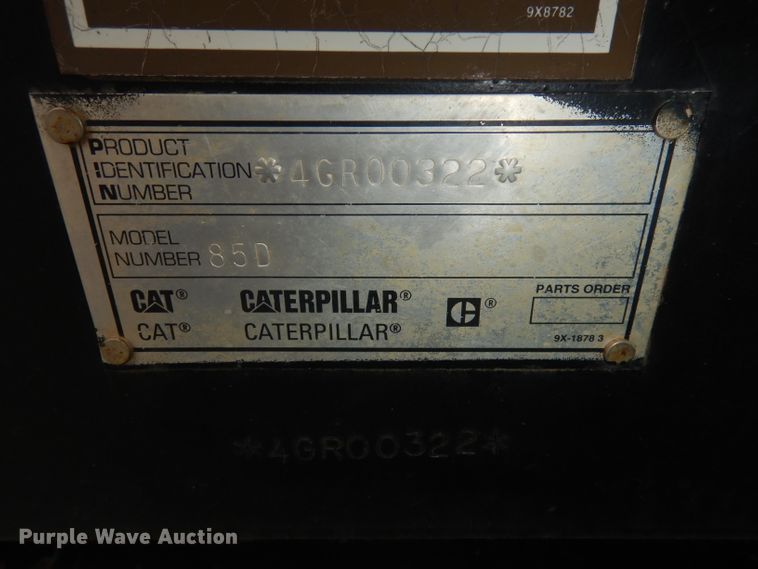 9X8782
PRODUCT
IDENTIFICATION
NUMBER
*4GR00322*
MODEL
NUMBER
85D
CAT® CATERPILLAR® ®
CAT® CATERPILLAR®
PARTS ORDER
9X-1878 3
*4GR00322*
Purple Wave Auction